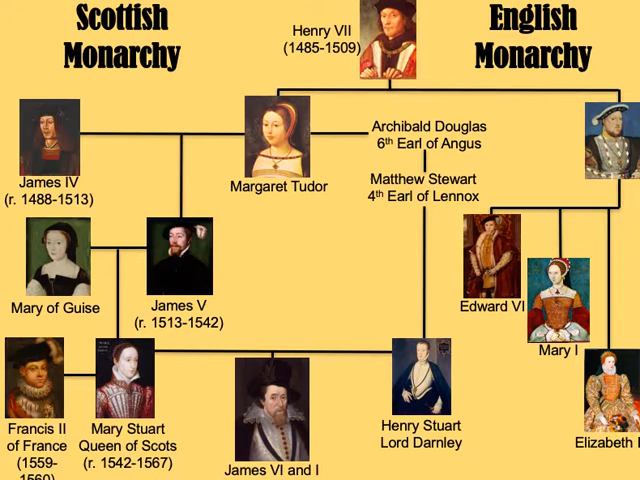 Scottish
Monarchy
English
Monarchy
Henry VII
(1485-1509)
Archibald Douglas
6th Earl of Angus
James IV
(r. 1488-1513)
Margaret Tudor
Matthew Stewart
4th Earl of Lennox
Mary of Guise
James V
(r. 1513-1542)
Edward VI
Mary I
Francis II
of France
(1559-
1560)
Mary Stuart
Queen of Scots
(r. 1542-1567)
James VI and I
Henry Stuart
Lord Darnley
Elizabeth I